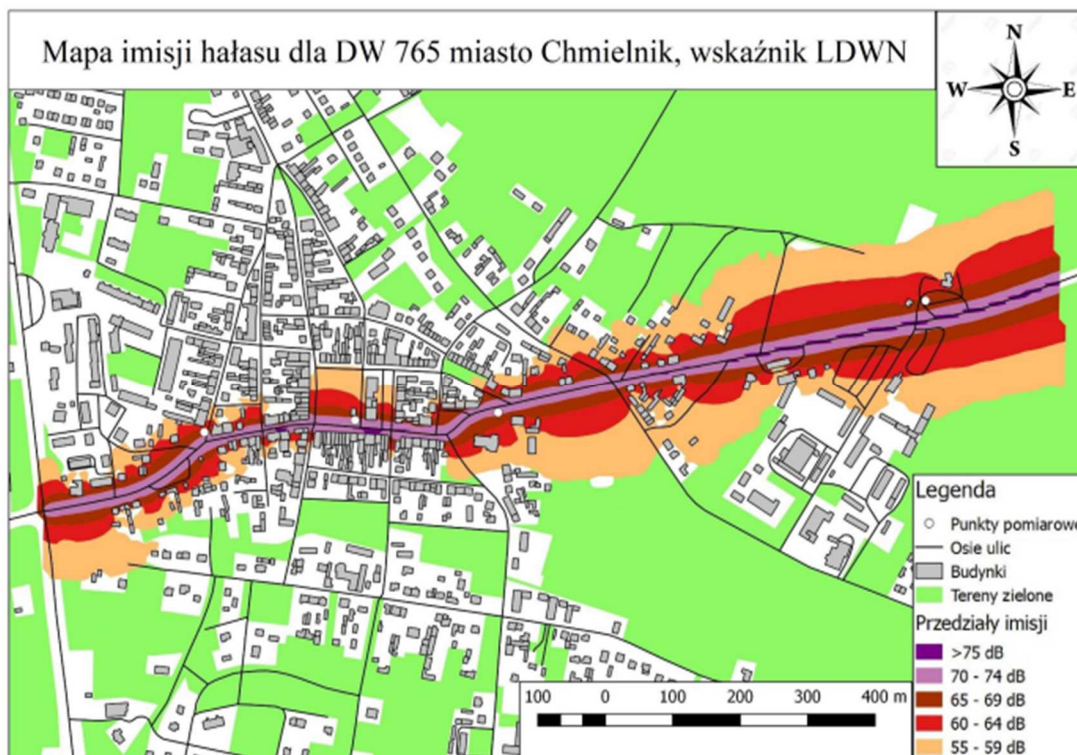 Mapa imisji hałasu dla DW 765 miasto Chmielnik, wskaźnik LDWN
N
W E
S
Legenda
Punkty pomiarowe
Osie ulic
Budynki
Tereny zielone
Przedziały imisji
>75 dB
70 - 74 dB
65 - 69 dB
60 - 64 dB
55 - 59 dB
100 0 100 200 300 400 m